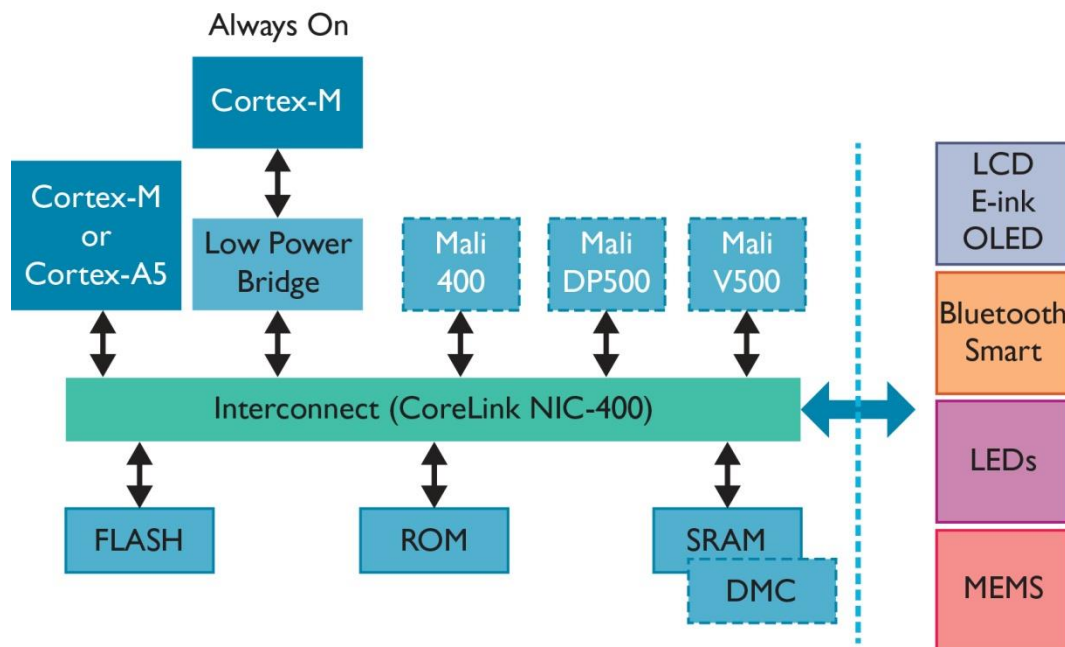 Always On
Cortex-M
Cortex-M
or
Cortex-A5
Low Power
Bridge
Mali
400
Mali
DP500
Mali
V500
Interconnect (CoreLink NIC-400)
FLASH
ROM
SRAM
DMC
LCD
E-ink
OLED
Bluetooth
Smart
LEDs
MEMS